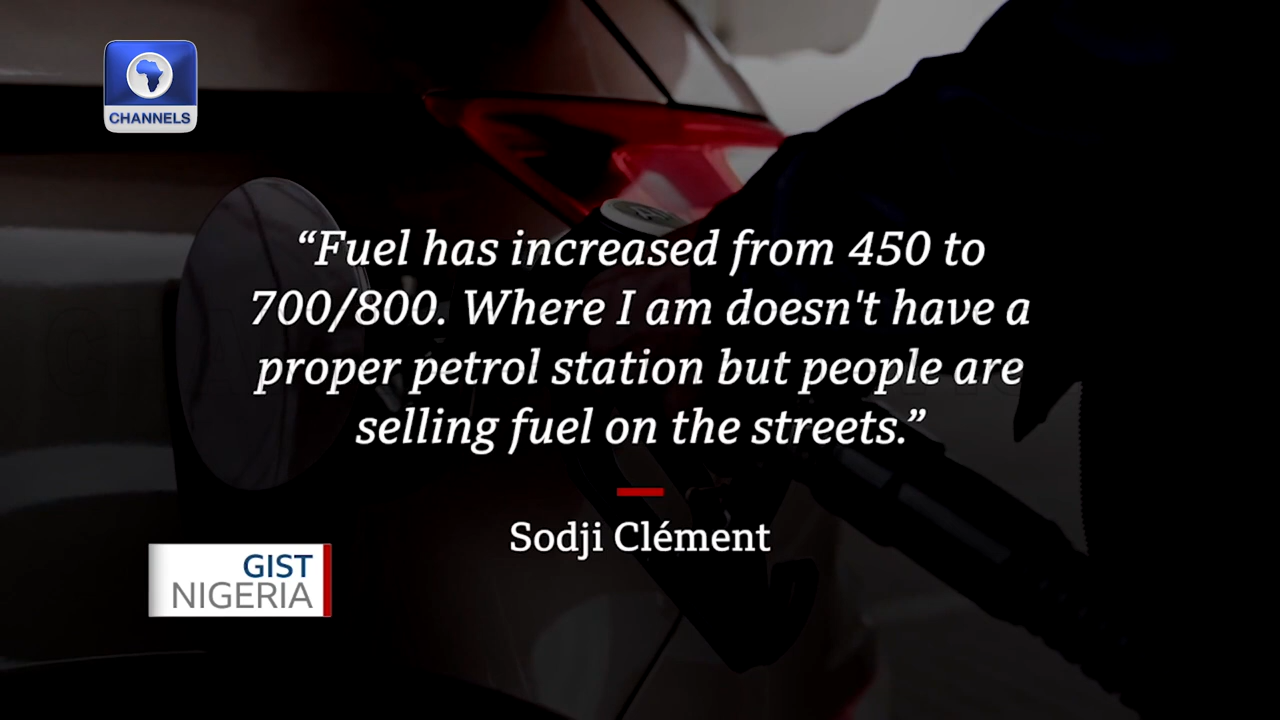 CHANNELS
“Fuel has increased from 450 to
700/800. Where I am doesn't have a
proper petrol station but people are
selling fuel on the streets.”
Sodji Clément
GIST
NIGERIA